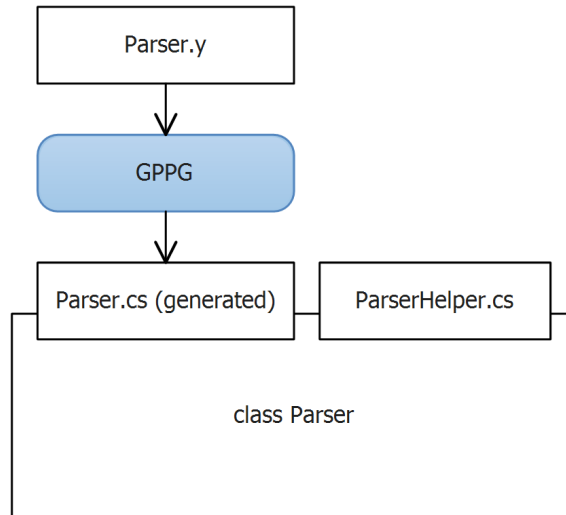 Parser.y
GPPG
Parser.cs (generated)
ParserHelper.cs
class Parser